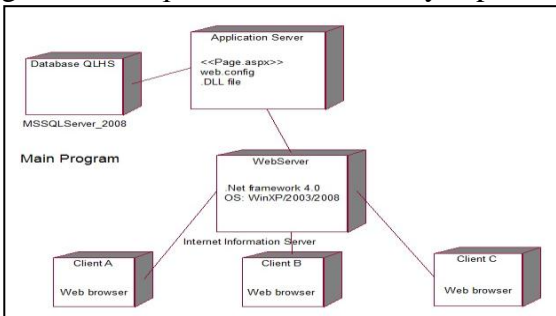 Application Server
<<Page.aspx>>
web.config
.DLL file
Database QLHS
MSSQLServer_2008
Main Program
WebServer
.Net framework 4.0
OS: WinXP/2003/2008
Internet Information Server
Client A
Web browser
Client B
Web browser
Client C
Web browser